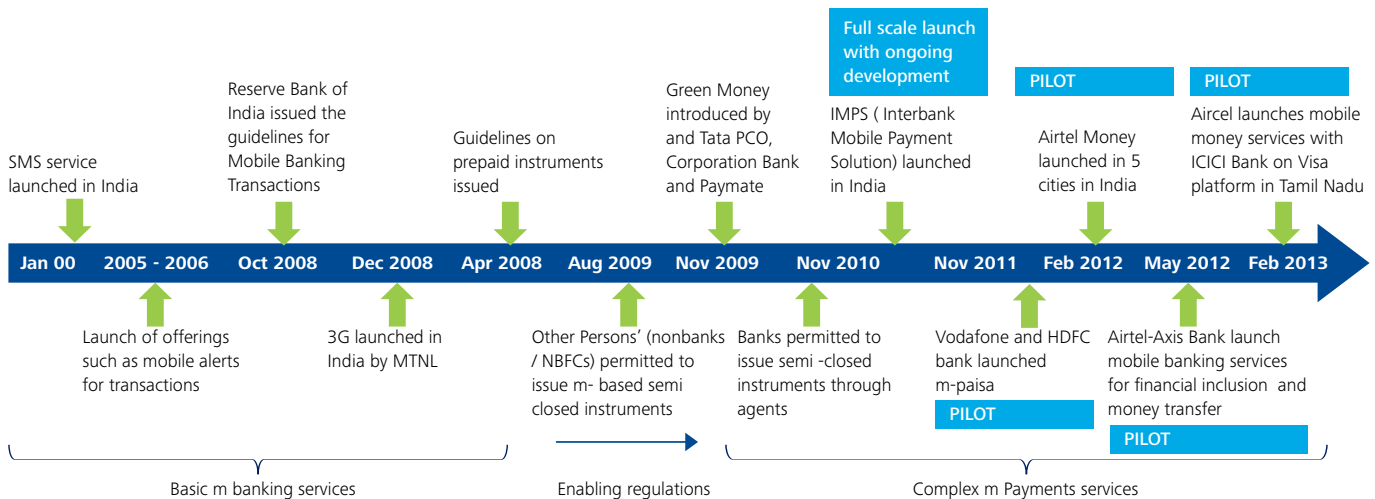 SMS service
launched in India
Reserve Bank of
India issued the
guidelines for
Mobile Banking
Transactions
Guidelines on
prepaid instruments
issued
Green Money
introduced by
and Tata PCO,
Corporation Bank
and Paymate
Full scale launch
with ongoing
development
IMPS ( Interbank
Mobile Payment
Solution) launched
in India
PILOT
Airtel Money
launched in 5
cities in India
PILOT
Aircel launches mobile
money services with
ICICI Bank on Visa
platform in Tamil Nadu
Jan 00 2005 - 2006 Oct 2008 Dec 2008 Apr 2008 Aug 2009 Nov 2009 Nov 2010 Nov 2011 Feb 2012 May 2012 Feb 2013
Launch of offerings
such as mobile alerts
for transactions
3G launched in
India by MTNL
Other Persons’ (nonbanks
/ NBFCs) permitted to
issue m- based semi
closed instruments
Banks permitted to
issue semi -closed
instruments through
agents
Vodafone and HDFC
bank launched
m-paisa
PILOT
Airtel-Axis Bank launch
mobile banking services
for financial inclusion and
money transfer
PILOT
Basic m banking services
Enabling regulations
Complex m Payments services